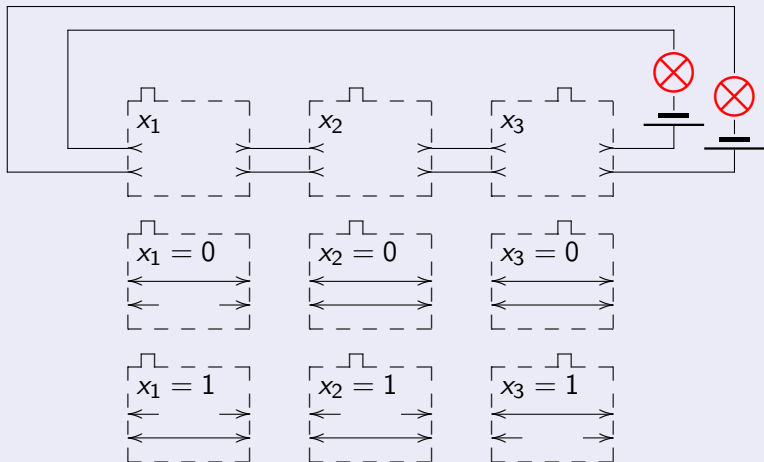 x₁ x₂ x₃
x₁ = 0 x₂ = 0 x₃ = 0
x₁ = 1 x₂ = 1 x₃ = 1